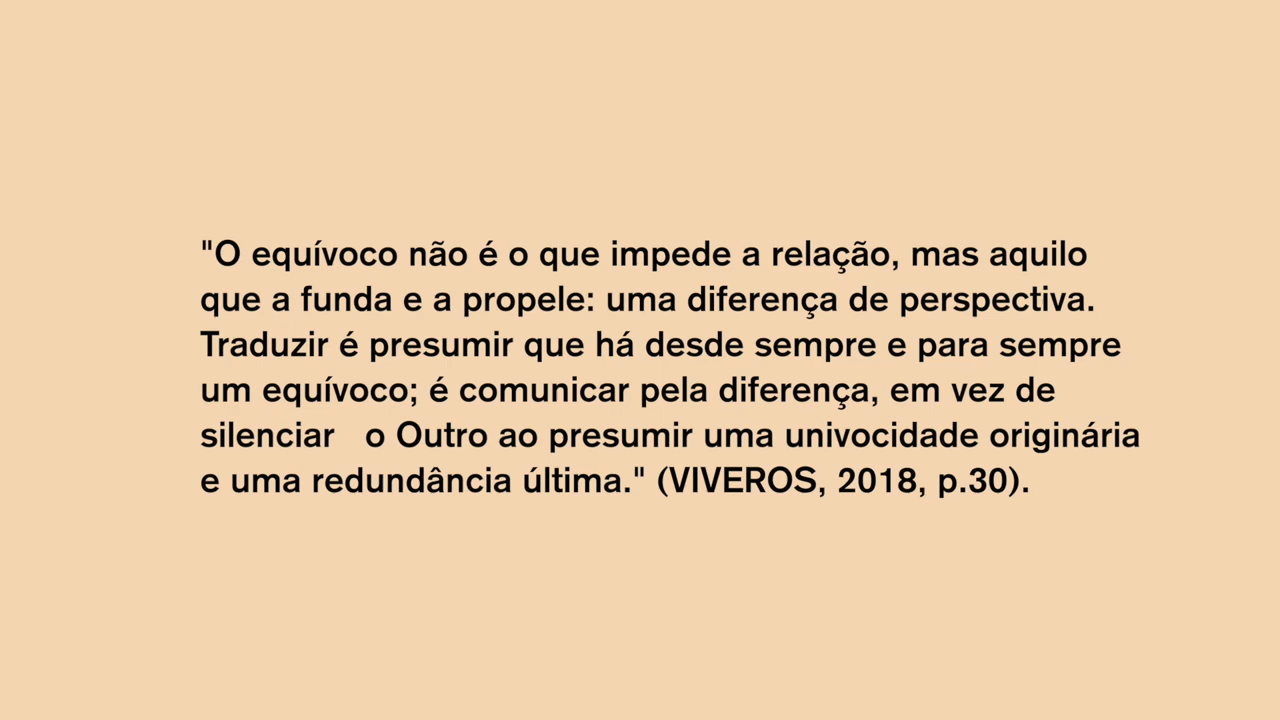 "O equívoco não é o que impede a relação, mas aquilo
que a funda e a propele: uma diferença de perspectiva.
Traduzir é presumir que há desde sempre e para sempre
um equívoco; é comunicar pela diferença, em vez de
silenciar   o Outro ao presumir uma univocidade originária
e uma redundância última." (VIVEROS, 2018, p.30).